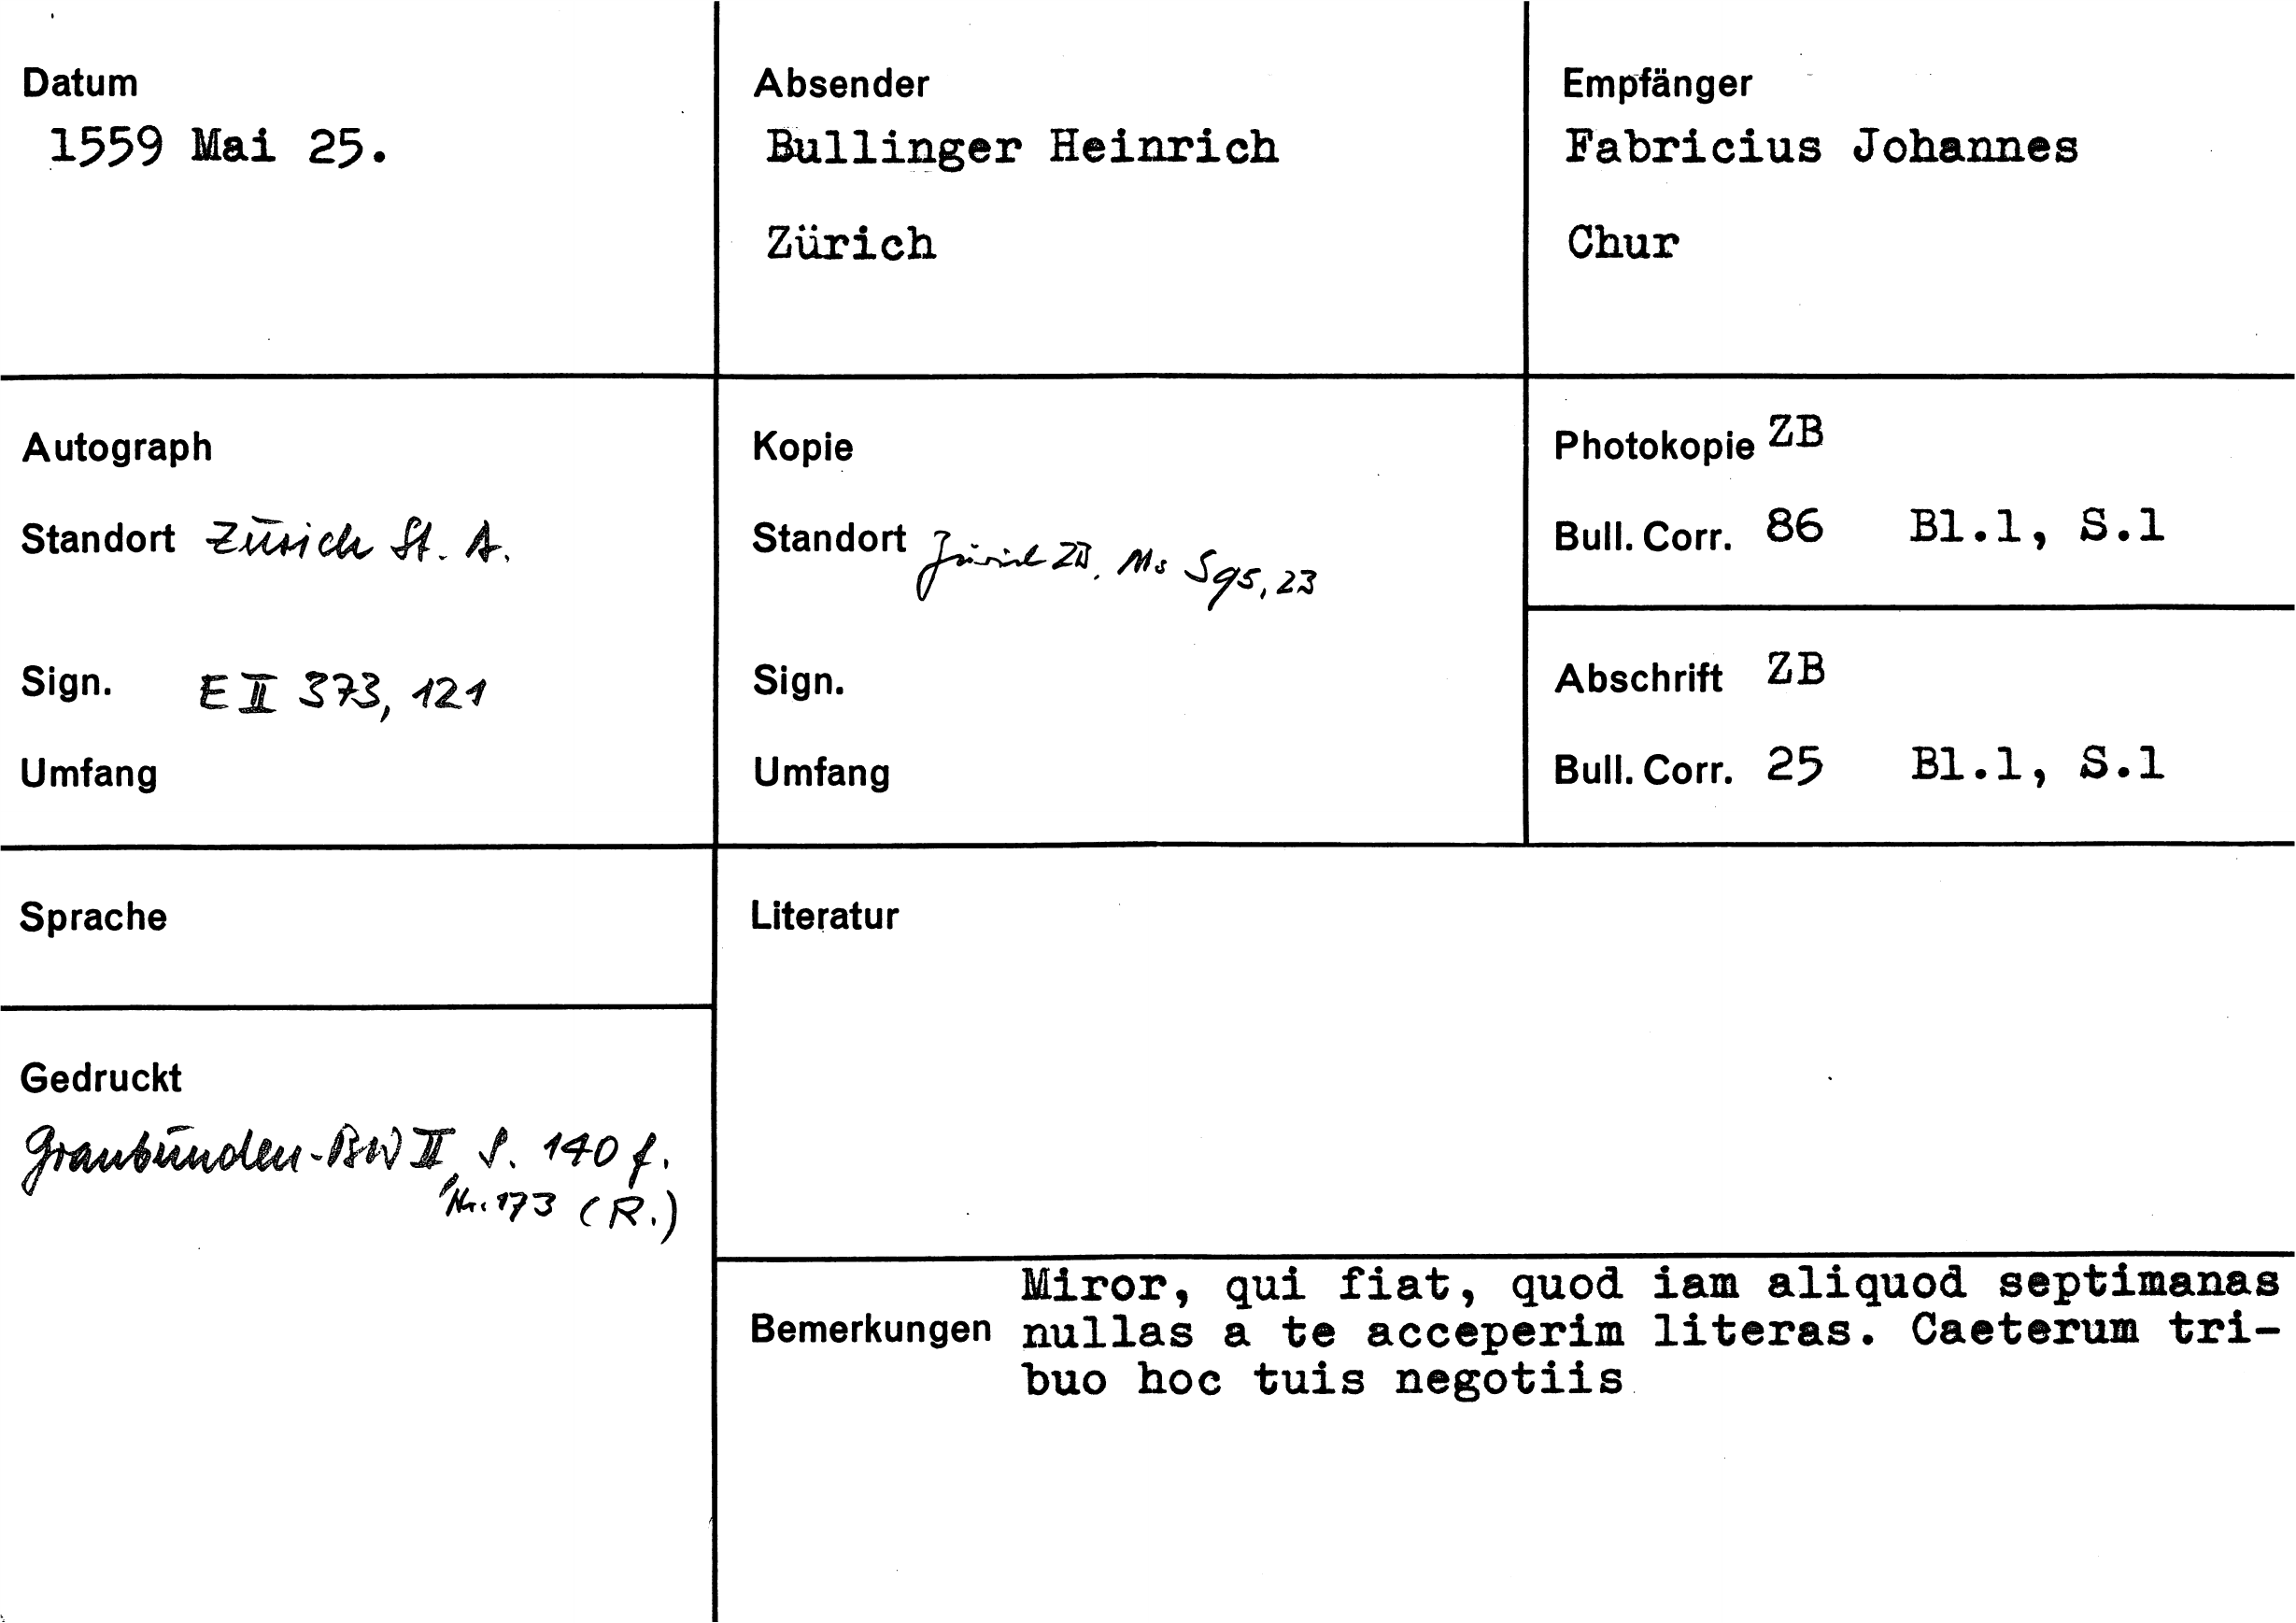 Datum
1559 Mai 25.
Absender
Bullinger Heinrich
Zürich
Empfänger
Fabricius Johannes
Chur
Autograph
Standort Zürich St. A.
Sign. E II 373, 121
Umfang
Kopie
Standort Zürich ZB. Ms S 95, 23
Sign.
Umfang
Photokopie ZB
Bull. Corr. 86 Bl.1, S.1
Abschrift ZB
Bull. Corr. 25 Bl.1, S.1
Sprache
Gedruckt
Graubünden-BW II, S. 140 f.
Nr. 173 (R.)
Literatur
Bemerkungen
Miror, qui fiat, quod iam aliquod septimanas
nullas a te acceperim literas. Caeterum tri-
buo hoc tuis negotiis